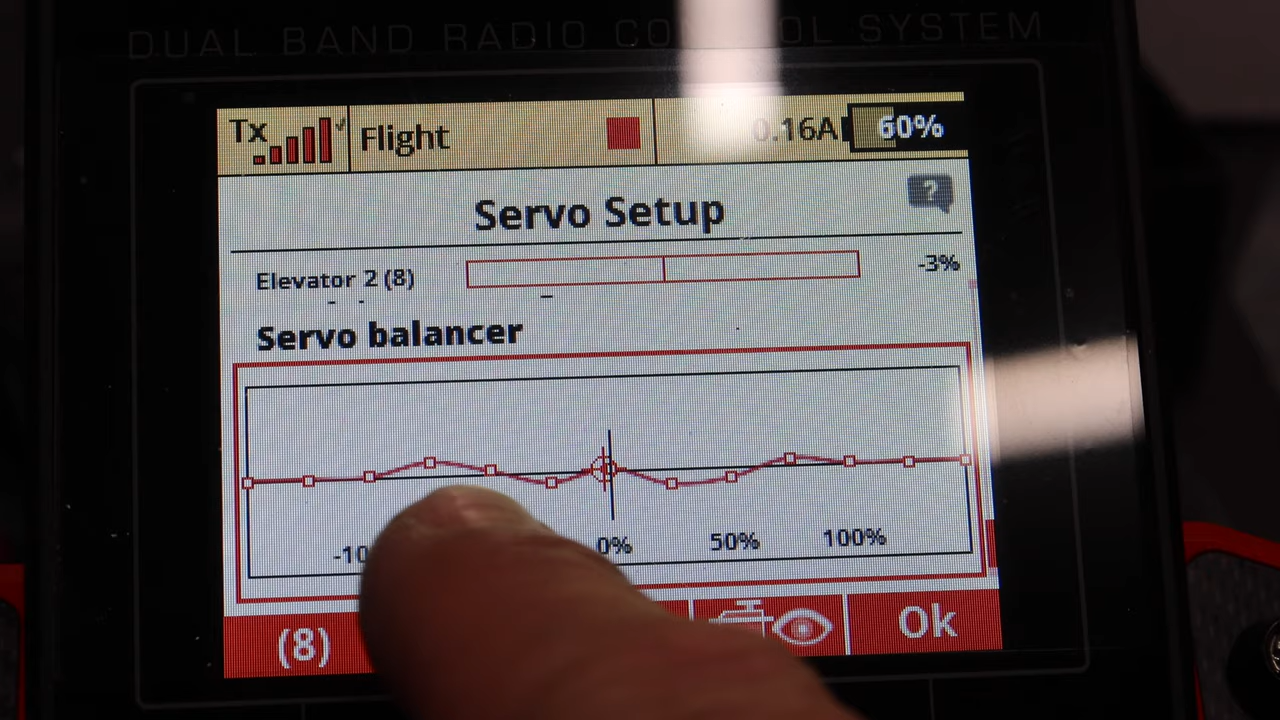 DUAL BAND RADIO CONTROL SYSTEM
Tx Flight 0.16A 60%
?
Servo Setup
Elevator 2 (8) -3%
Servo balancer
-10 0% 50% 100%
(8) Ok